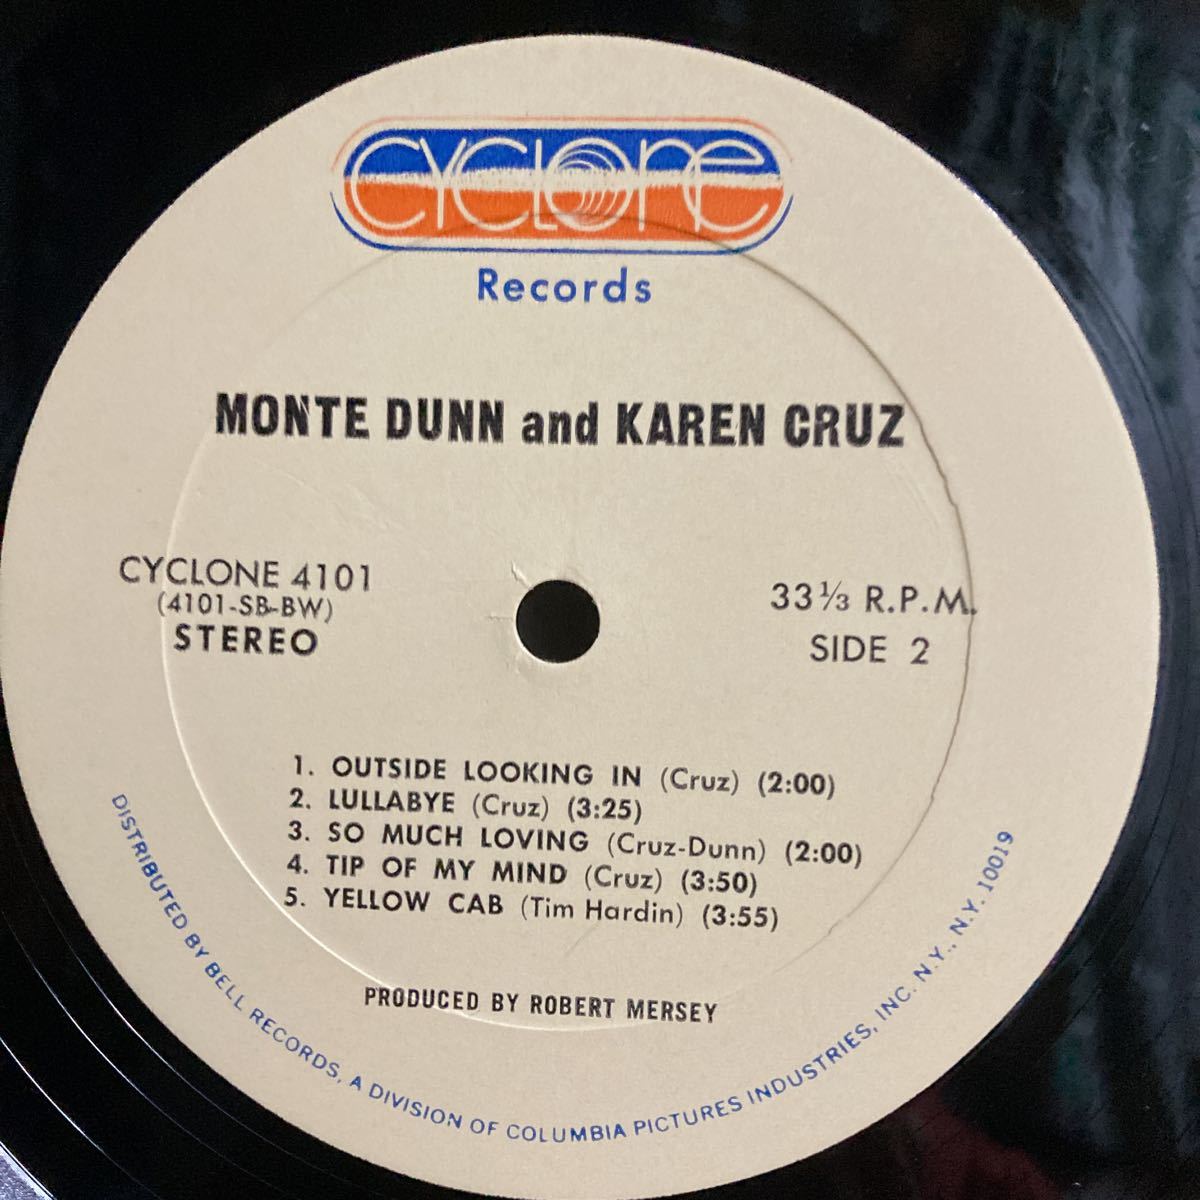 CYCLONE
Records
MONTE DUNN and KAREN CRUZ
CYCLONE 4101
(4101-SB-BW)
STEREO
33 1/3 R.P.M.
SIDE 2
1. OUTSIDE LOOKING IN (Cruz) (2:00)
2. LULLABYE (Cruz) (3:25)
3. SO MUCH LOVING (Cruz-Dunn) (2:00)
4. TIP OF MY MIND (Cruz) (3:50)
5. YELLOW CAB (Tim Hardin) (3:55)
PRODUCED BY ROBERT MERSEY
DISTRIBUTED BY BELL RECORDS, A DIVISION OF COLUMBIA PICTURES INDUSTRIES, INC. N.Y., N.Y. 10019